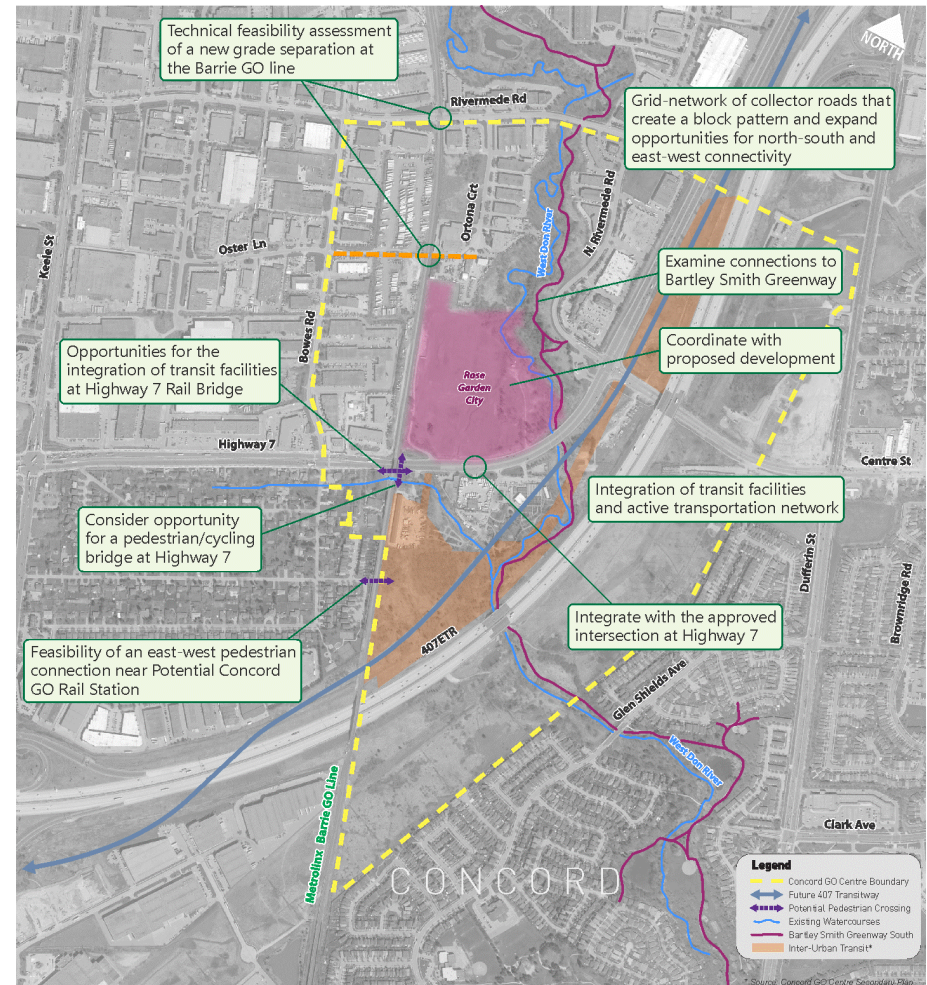 Technical feasibility assessment
of a new grade separation at
the Barrie GO line
NORTH
Rivermede Rd
Grid-network of collector roads that
create a block pattern and expand
opportunities for north-south and
east-west connectivity
Ortona Crt
West Don River
N. Rivermede Rd
Keele St
Oster Ln
Examine connections to
Bartley Smith Greenway
Bowes Rd
Opportunities for the
integration of transit facilities
at Highway 7 Rail Bridge
Coordinate with
proposed development
Rose
Garden
City
Highway 7
Centre St
Integration of transit facilities
and active transportation network
Consider opportunity
for a pedestrian/cycling
bridge at Highway 7
Dufferin St
Brownridge Rd
Integrate with the approved
intersection at Highway 7
407ETR
Feasibility of an east-west pedestrian
connection near Potential Concord
GO Rail Station
Glen Shields Ave
West Don River
Metrolinx Barrie GO Line
Clark Ave
CONCORD
Legend
Concord GO Centre Boundary
Future 407 Transitway
Potential Pedestrian Crossing
Existing Watercourses
Bartley Smith Greenway South
Inter-Urban Transit*
* Source: Concord GO Centre Secondary Plan